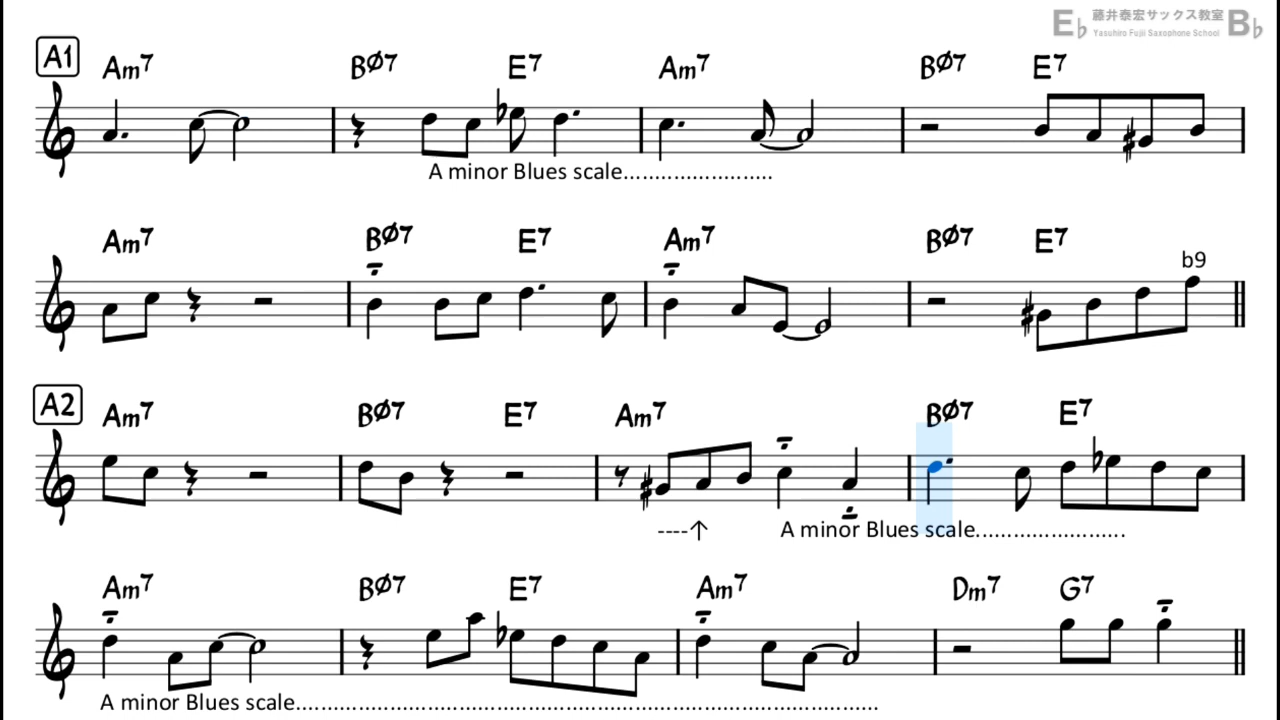 E♭ 藤井泰宏サックス教室 B♭
Yasuhiro Fujii Saxophone School
A1
Am7 BØ7 E7 Am7 BØ7 E7
A minor Blues scale........................
Am7 BØ7 E7 Am7 BØ7 E7
b9
A2
Am7 BØ7 E7 Am7 BØ7 E7
----↑ A minor Blues scale........................
Am7 BØ7 E7 Am7 Dm7 G7
A minor Blues scale............................................................................................